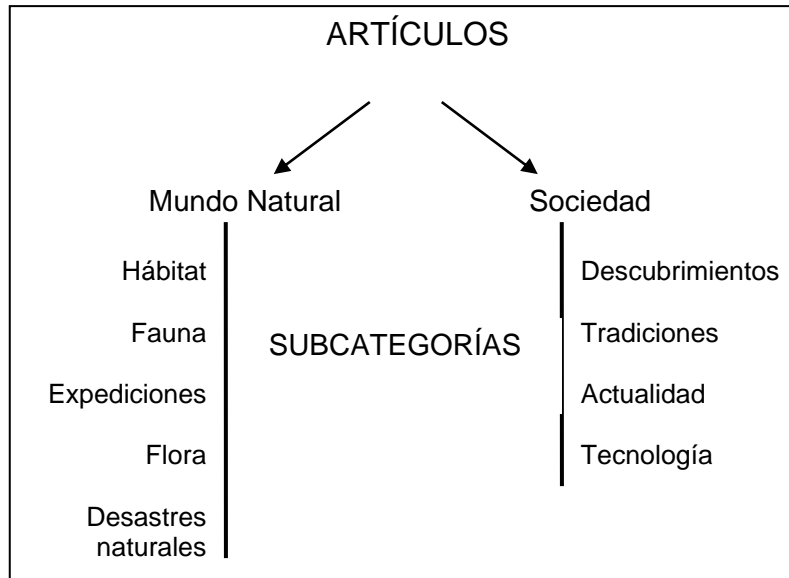 ARTÍCULOS
Mundo Natural
Sociedad
Hábitat
Descubrimientos
Fauna
SUBCATEGORÍAS
Tradiciones
Expediciones
Actualidad
Flora
Tecnología
Desastres
naturales